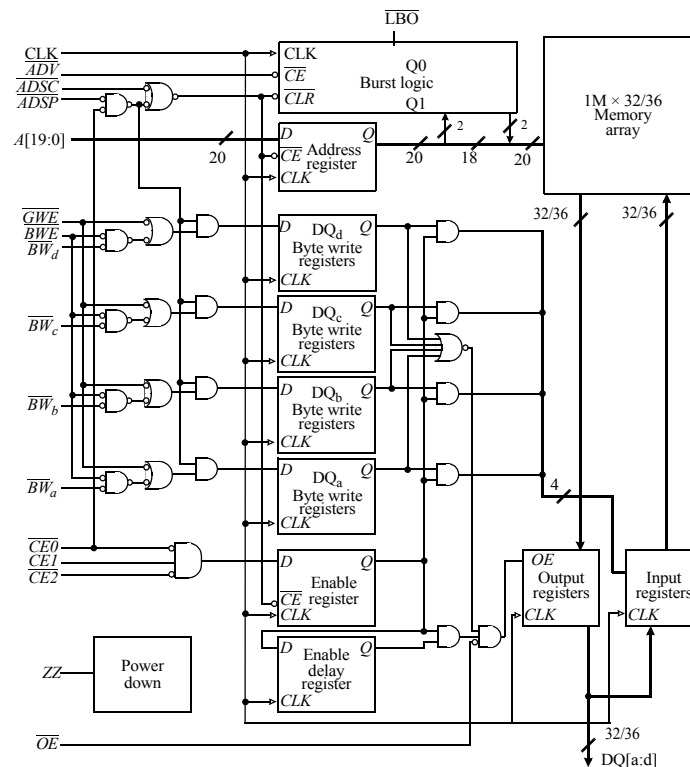 LBO
CLK
CLK
ADV
CE
Q0
Burst logic
ADSC
CLR
ADSP
Q1
1M × 32/36
Memory
array
2
2
A[19:0]
20
D
Q
Address
register
CE
CLK
20
18
20
32/36
32/36
GWE
BWE
BWd
D
DQd
Q
Byte write
registers
CLK
BWc
D
DQc
Q
Byte write
registers
CLK
BWb
D
DQb
Q
Byte write
registers
CLK
BWa
D
DQa
Q
Byte write
registers
CLK
4
CE0
CE1
CE2
D
Q
Enable
register
CE
CLK
OE
Output
registers
CLK
Input
registers
CLK
ZZ
Power
down
D
Enable
Q
delay
register
CLK
OE
32/36
DQ[a:d]